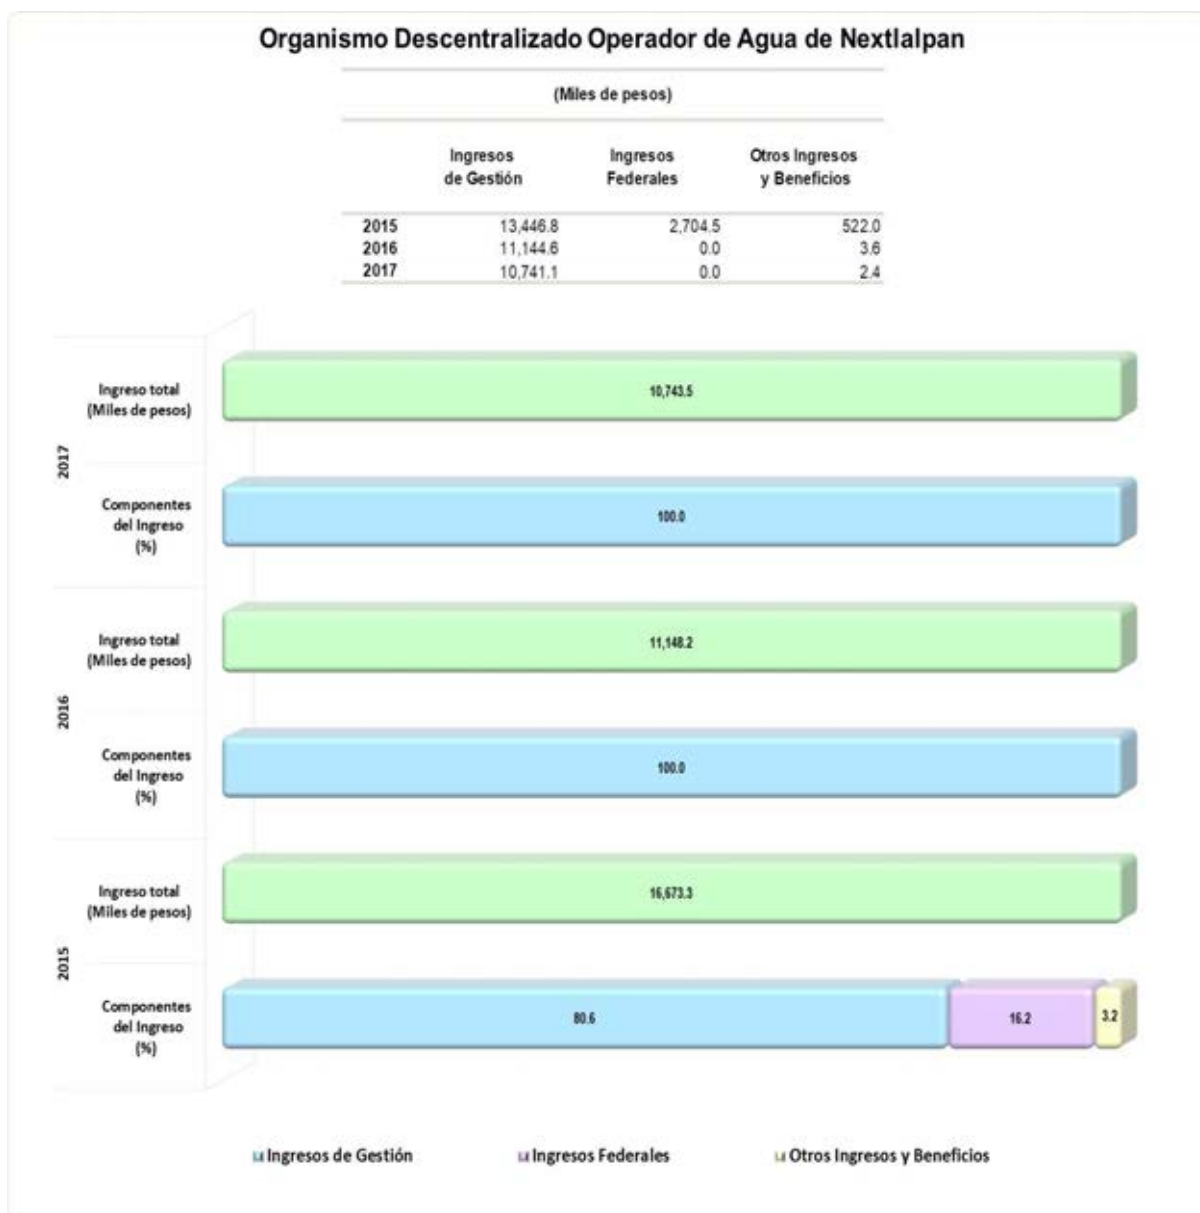 Organismo Descentralizado Operador de Agua de Nextlalpan
(Miles de pesos)
Ingresos de Gestión Ingresos Federales Otros Ingresos y Beneficios
2015 13,446.8 2,704.5 522.0
2016 11,144.6 0.0 3.6
2017 10,741.1 0.0 2.4
2017
Ingreso total
(Miles de pesos)
10,743.5
Componentes
del Ingreso
(%)
100.0
2016
Ingreso total
(Miles de pesos)
11,148.2
Componentes
del Ingreso
(%)
100.0
2015
Ingreso total
(Miles de pesos)
16,673.3
Componentes
del Ingreso
(%)
80.6 16.2 3.2
Ingresos de Gestión Ingresos Federales Otros Ingresos y Beneficios